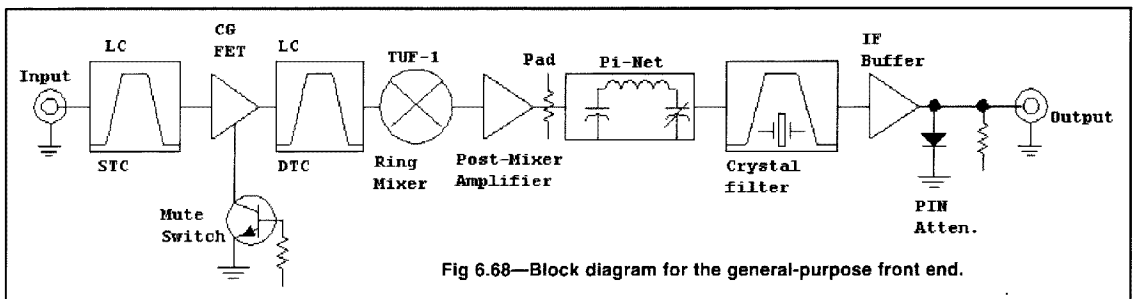 LC
CG
FET
LC
TUF-1
Pad
Pi-Net
IF
Buffer
Input
Output
STC
DTC
Ring
Mixer
Post-Mixer
Amplifier
Crystal
filter
PIN
Atten.
Mute
Switch
Fig 6.68—Block diagram for the general-purpose front end.